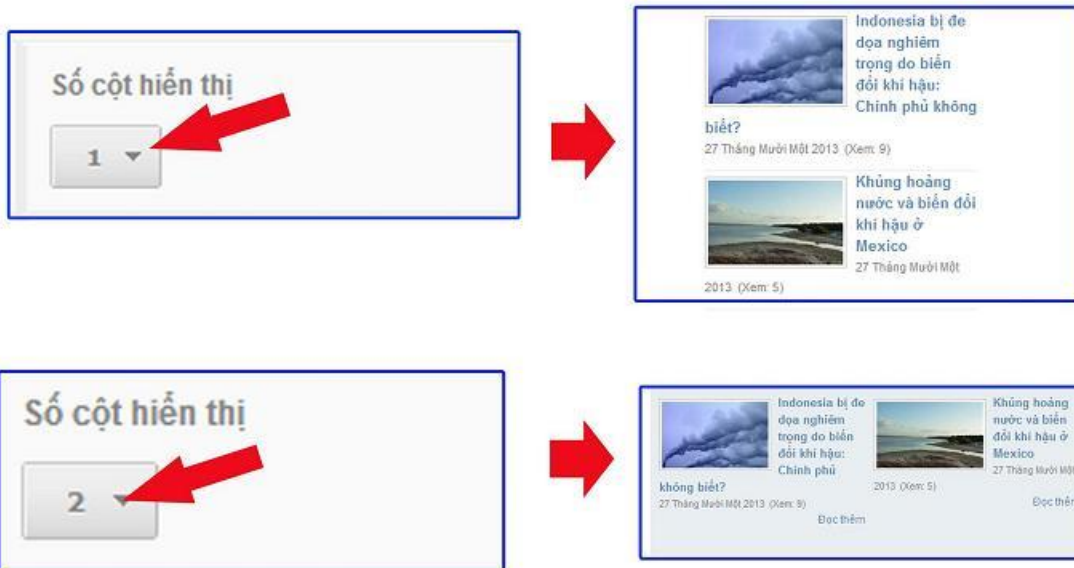 Số cột hiển thị
1
Indonesia bị đe
dọa nghiêm
trọng do biến
đổi khí hậu:
Chính phủ không
biết?
27 Tháng Mười Một 2013 (Xem: 9)
Khủng hoảng
nước và biến đổi
khí hậu ở
Mexico
27 Tháng Mười Một
2013 (Xem: 5)
Số cột hiển thị
2
Indonesia bị đe
dọa nghiêm
trọng do biến
đổi khí hậu:
Chính phủ
không biết?
27 Tháng Mười Một 2013 (Xem: 9)
Đọc thêm
Khủng hoảng
nước và biến
đổi khí hậu ở
Mexico
27 Tháng Mười Một
2013 (Xem: 5)
Đọc thêm